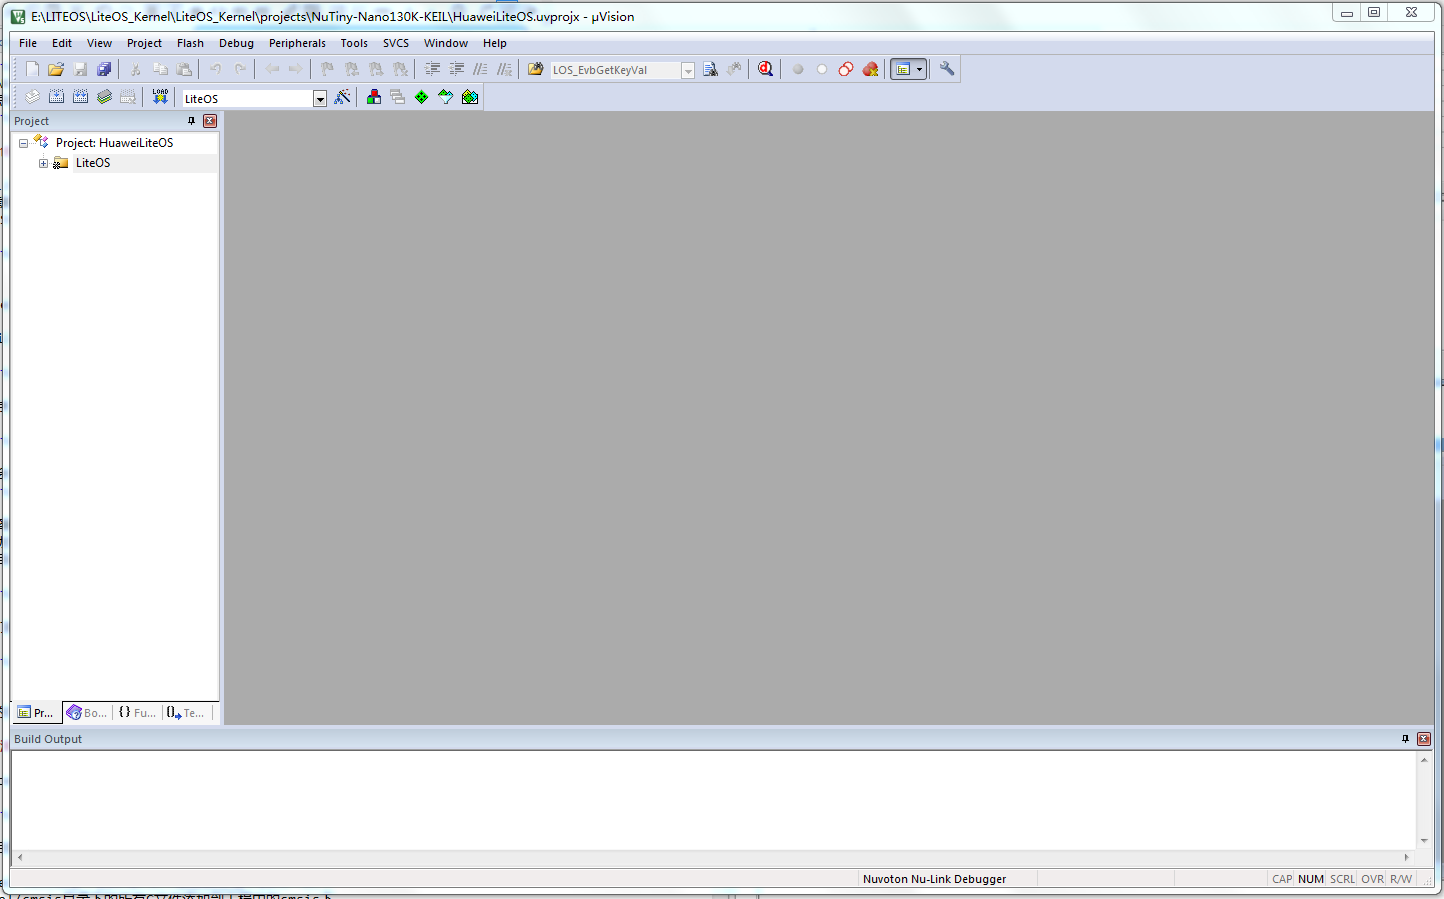 E:\LITEOS\LiteOS_Kernel\LiteOS_Kernel\projects\NuTiny-Nano130K-KEIL\HuaweiLiteOS.uvprojx - µVision
File Edit View Project Flash Debug Peripherals Tools SVCS Window Help
LOS_EvbGetKeyVal
LOAD
LiteOS
Project
Project: HuaweiLiteOS
LiteOS
Pr... Bo... {} Fu... Te...
Build Output
Nuvoton Nu-Link Debugger
CAP NUM SCRL OVR R/W